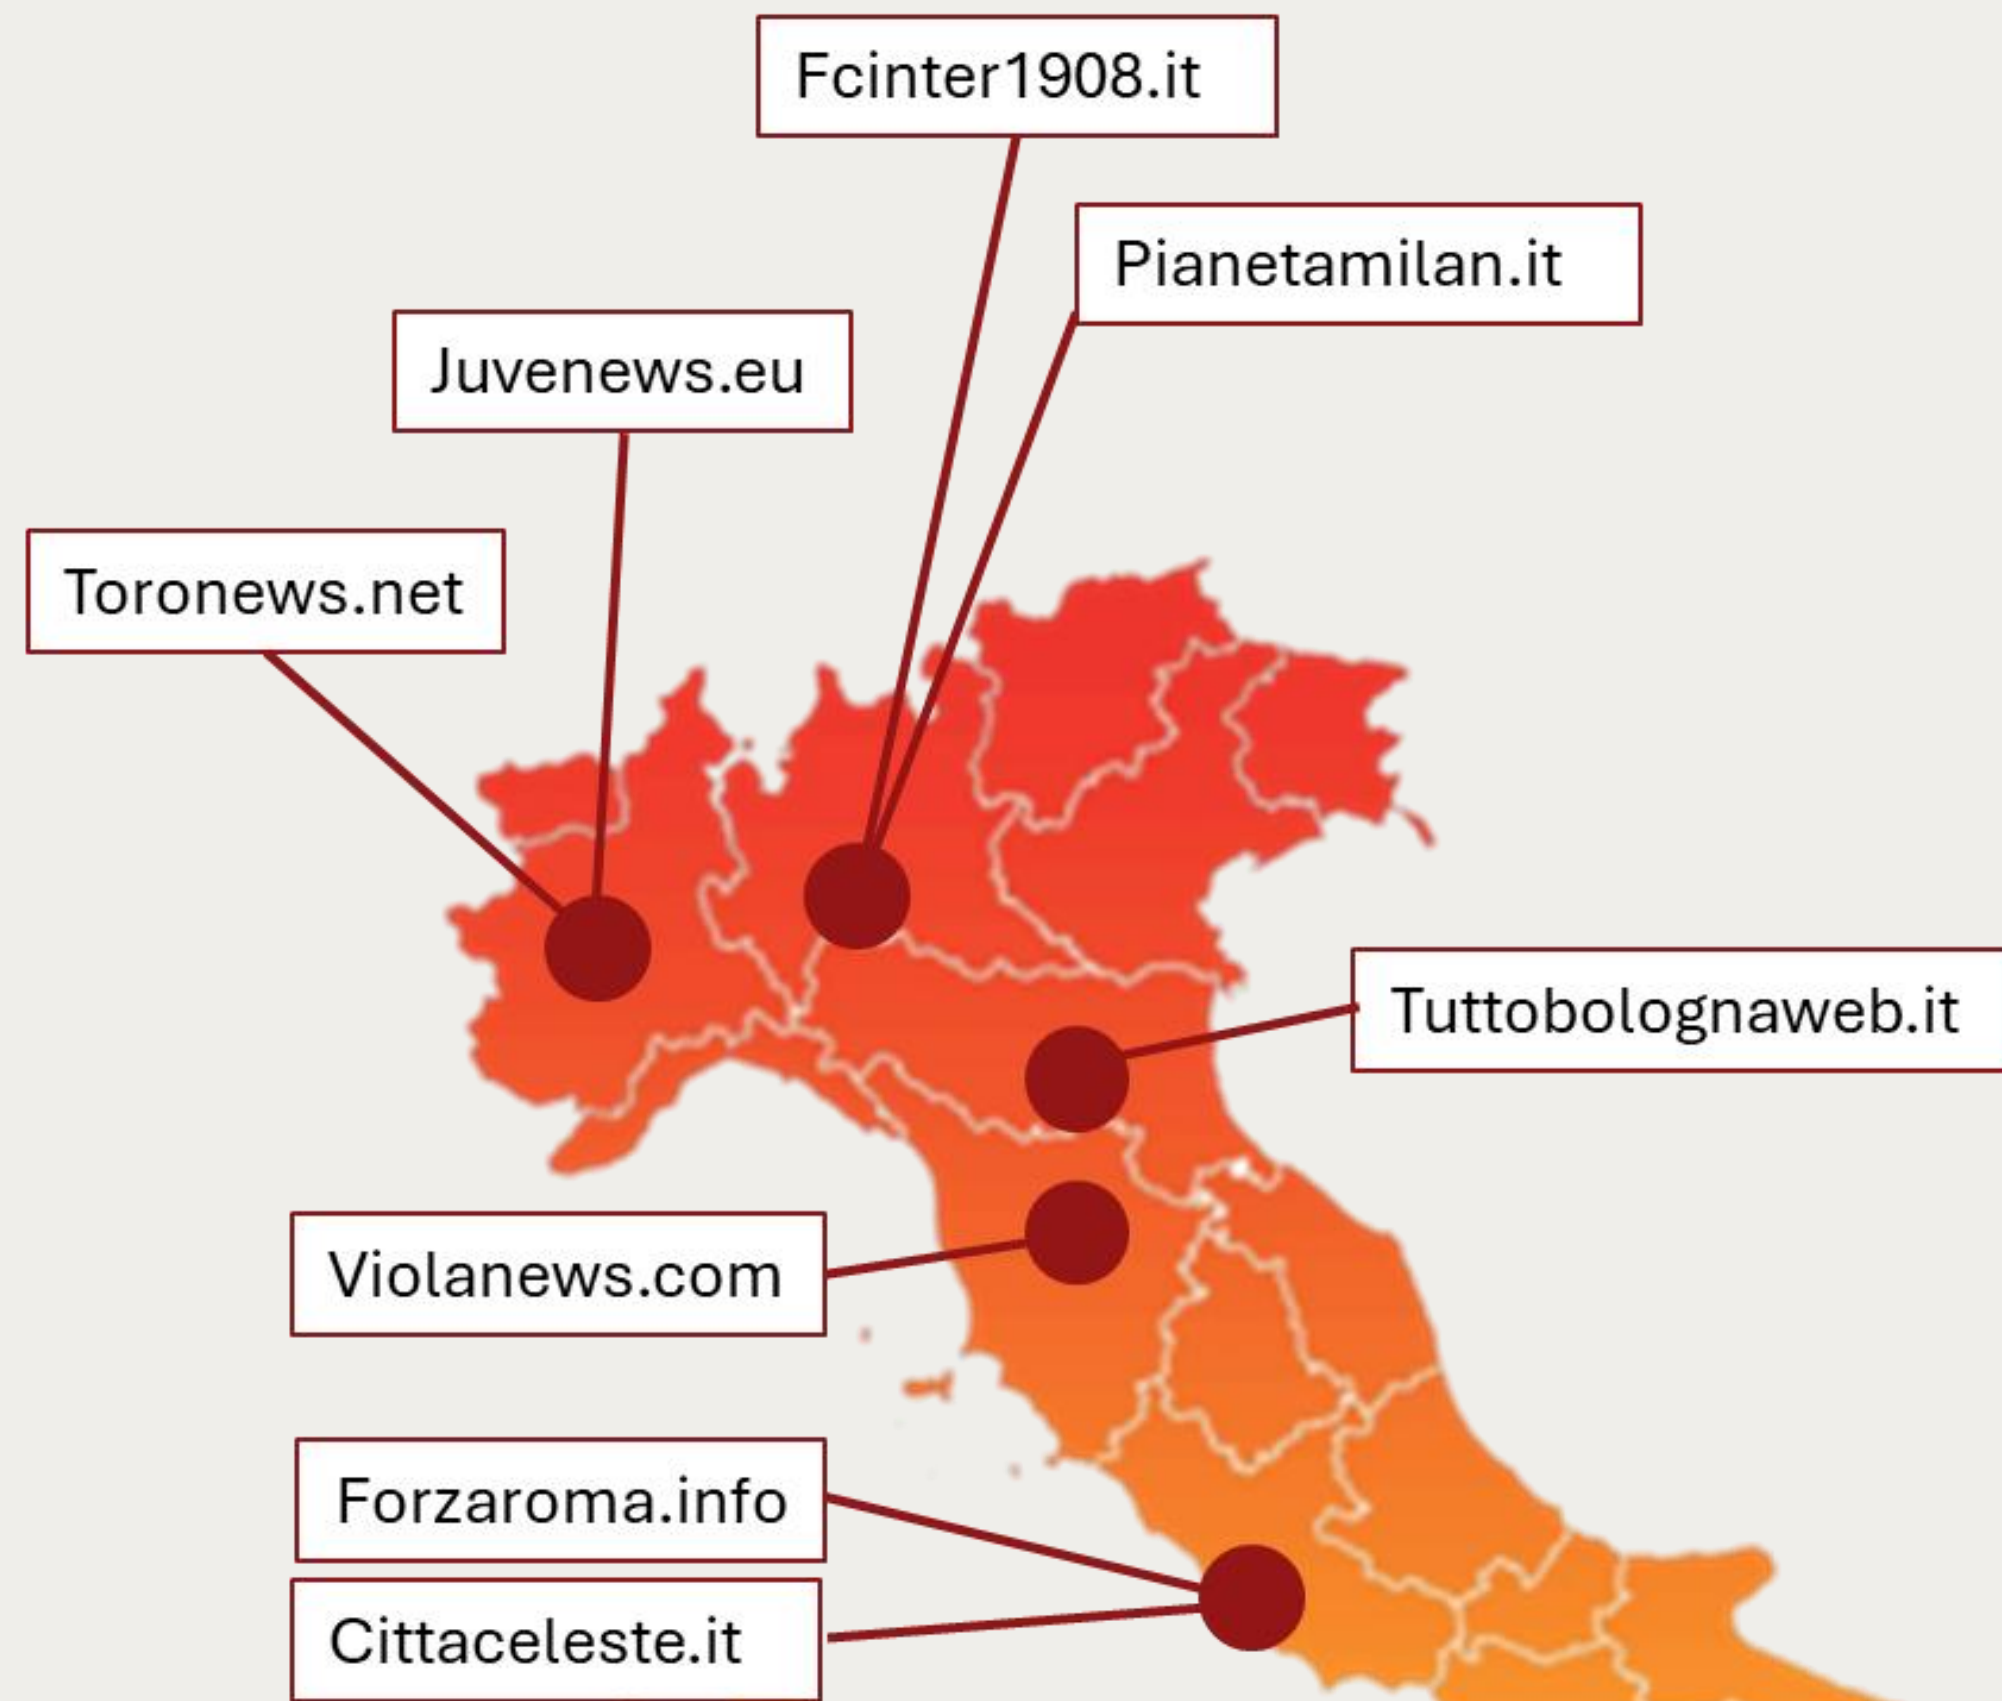 Fcinter1908.it
Pianetamilan.it
Juvenews.eu
Toronews.net
Tuttobolognaweb.it
Violanews.com
Forzaroma.info
Cittaceleste.it